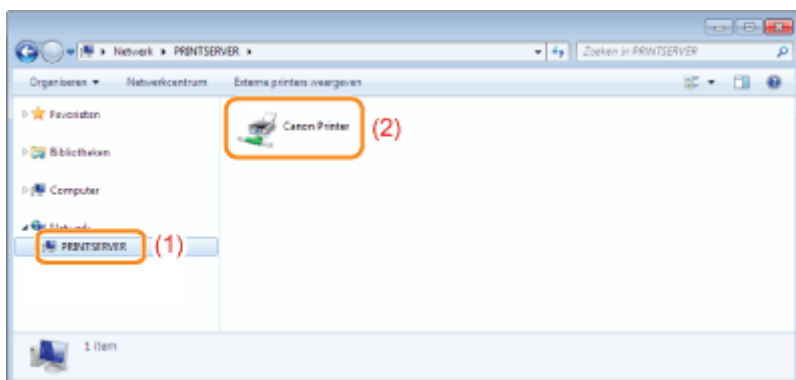 Netwerk ▸ PRINTSERVER ▸
Zoeken in PRINTSERVER
Organiseren ▾ Netwerkcentrum Externe printers weergeven
Favorieten
Canon Printer (2)
Bibliotheken
Computer
Netwerk
PRINTSERVER (1)
1 item